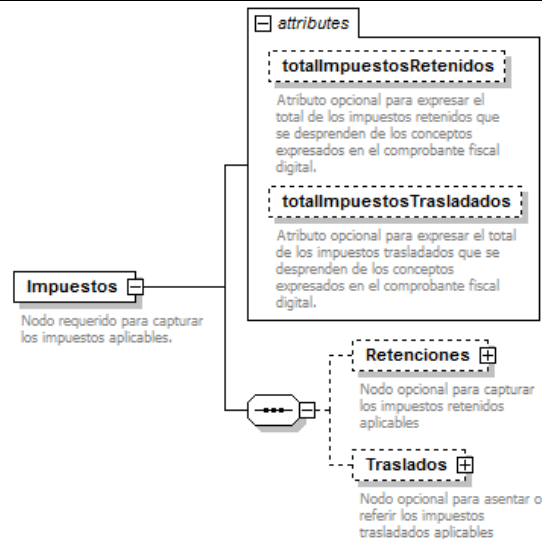 attributes
totalImpuestosRetenidos
Atributo opcional para expresar el
total de los impuestos retenidos que
se desprenden de los conceptos
expresados en el comprobante fiscal
digital.
totalImpuestosTrasladados
Atributo opcional para expresar el total
de los impuestos trasladados que se
desprenden de los conceptos
expresados en el comprobante fiscal
digital.
Impuestos
Nodo requerido para capturar
los impuestos aplicables.
Retenciones
Nodo opcional para capturar
los impuestos retenidos
aplicables
Traslados
Nodo opcional para asentar o
referir los impuestos
trasladados aplicables